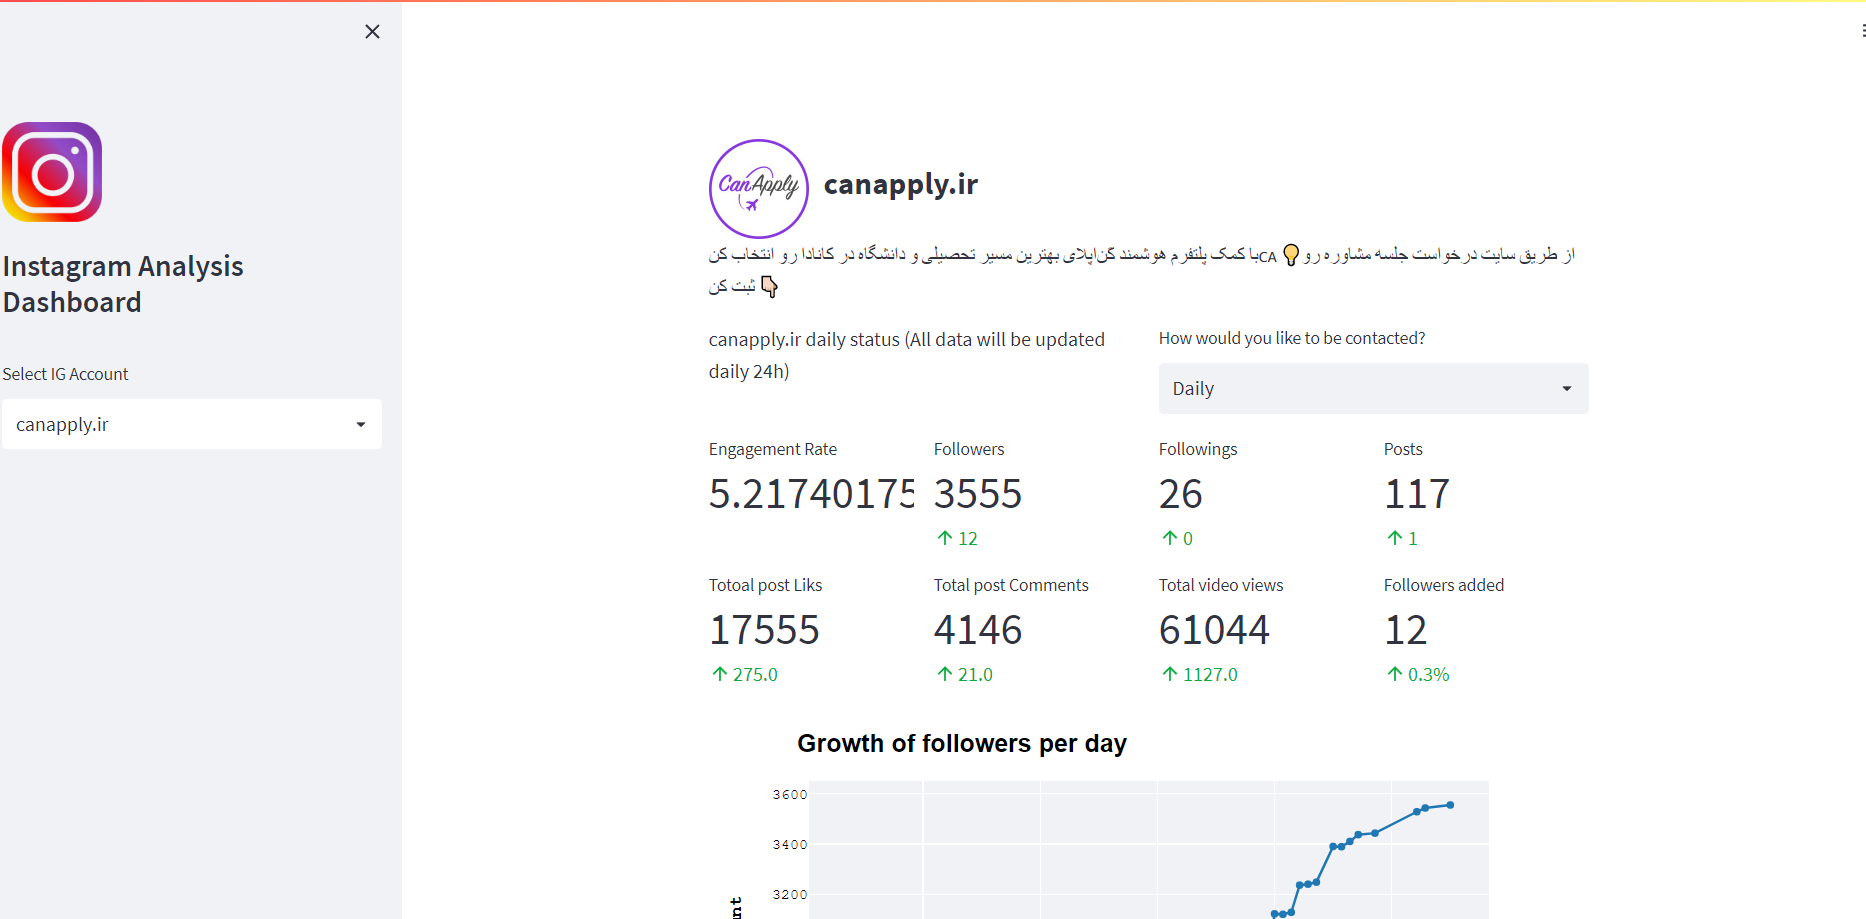 Instagram Analysis
Dashboard
Select IG Account
canapply.ir
CanApply
canapply.ir
با کمک پلتفرم هوشمند کَن‌اپلای بهترین مسیر تحصیلی و دانشگاه در کانادا رو انتخاب کن CA💡از طریق سایت درخواست جلسه مشاوره رو
ثبت کن 👇🏻
canapply.ir daily status (All data will be updated
daily 24h)
How would you like to be contacted?
Daily
Engagement Rate
5.21740175
Followers
3555
↑ 12
Followings
26
↑ 0
Posts
117
↑ 1
Totoal post Liks
17555
↑ 275.0
Total post Comments
4146
↑ 21.0
Total video views
61044
↑ 1127.0
Followers added
12
↑ 0.3%
Growth of followers per day
3600
3400
3200